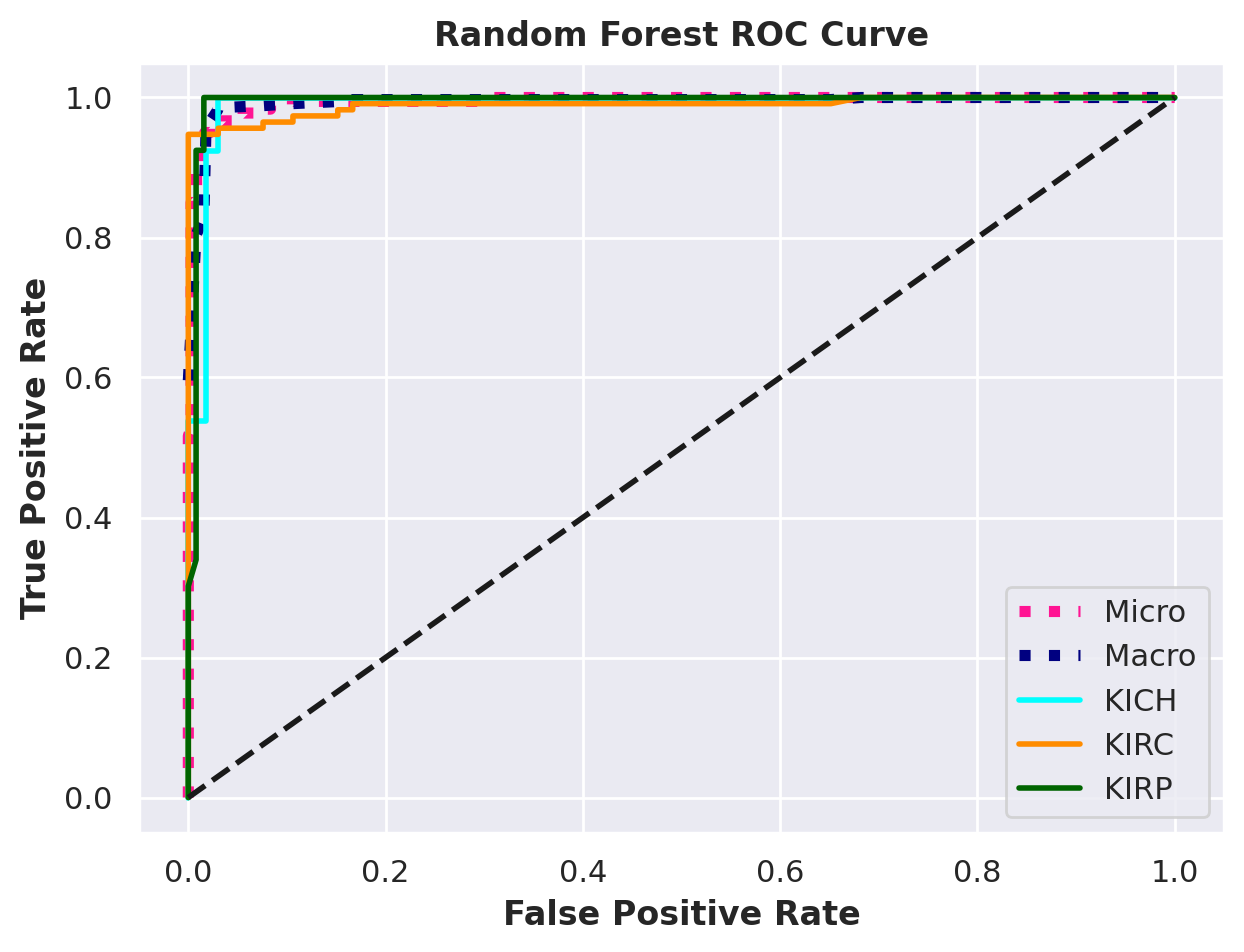 Random Forest ROC Curve
True Positive Rate
1.0
0.8
0.6
0.4
0.2
0.0
Micro
Macro
KICH
KIRC
KIRP
0.0 0.2 0.4 0.6 0.8 1.0
False Positive Rate